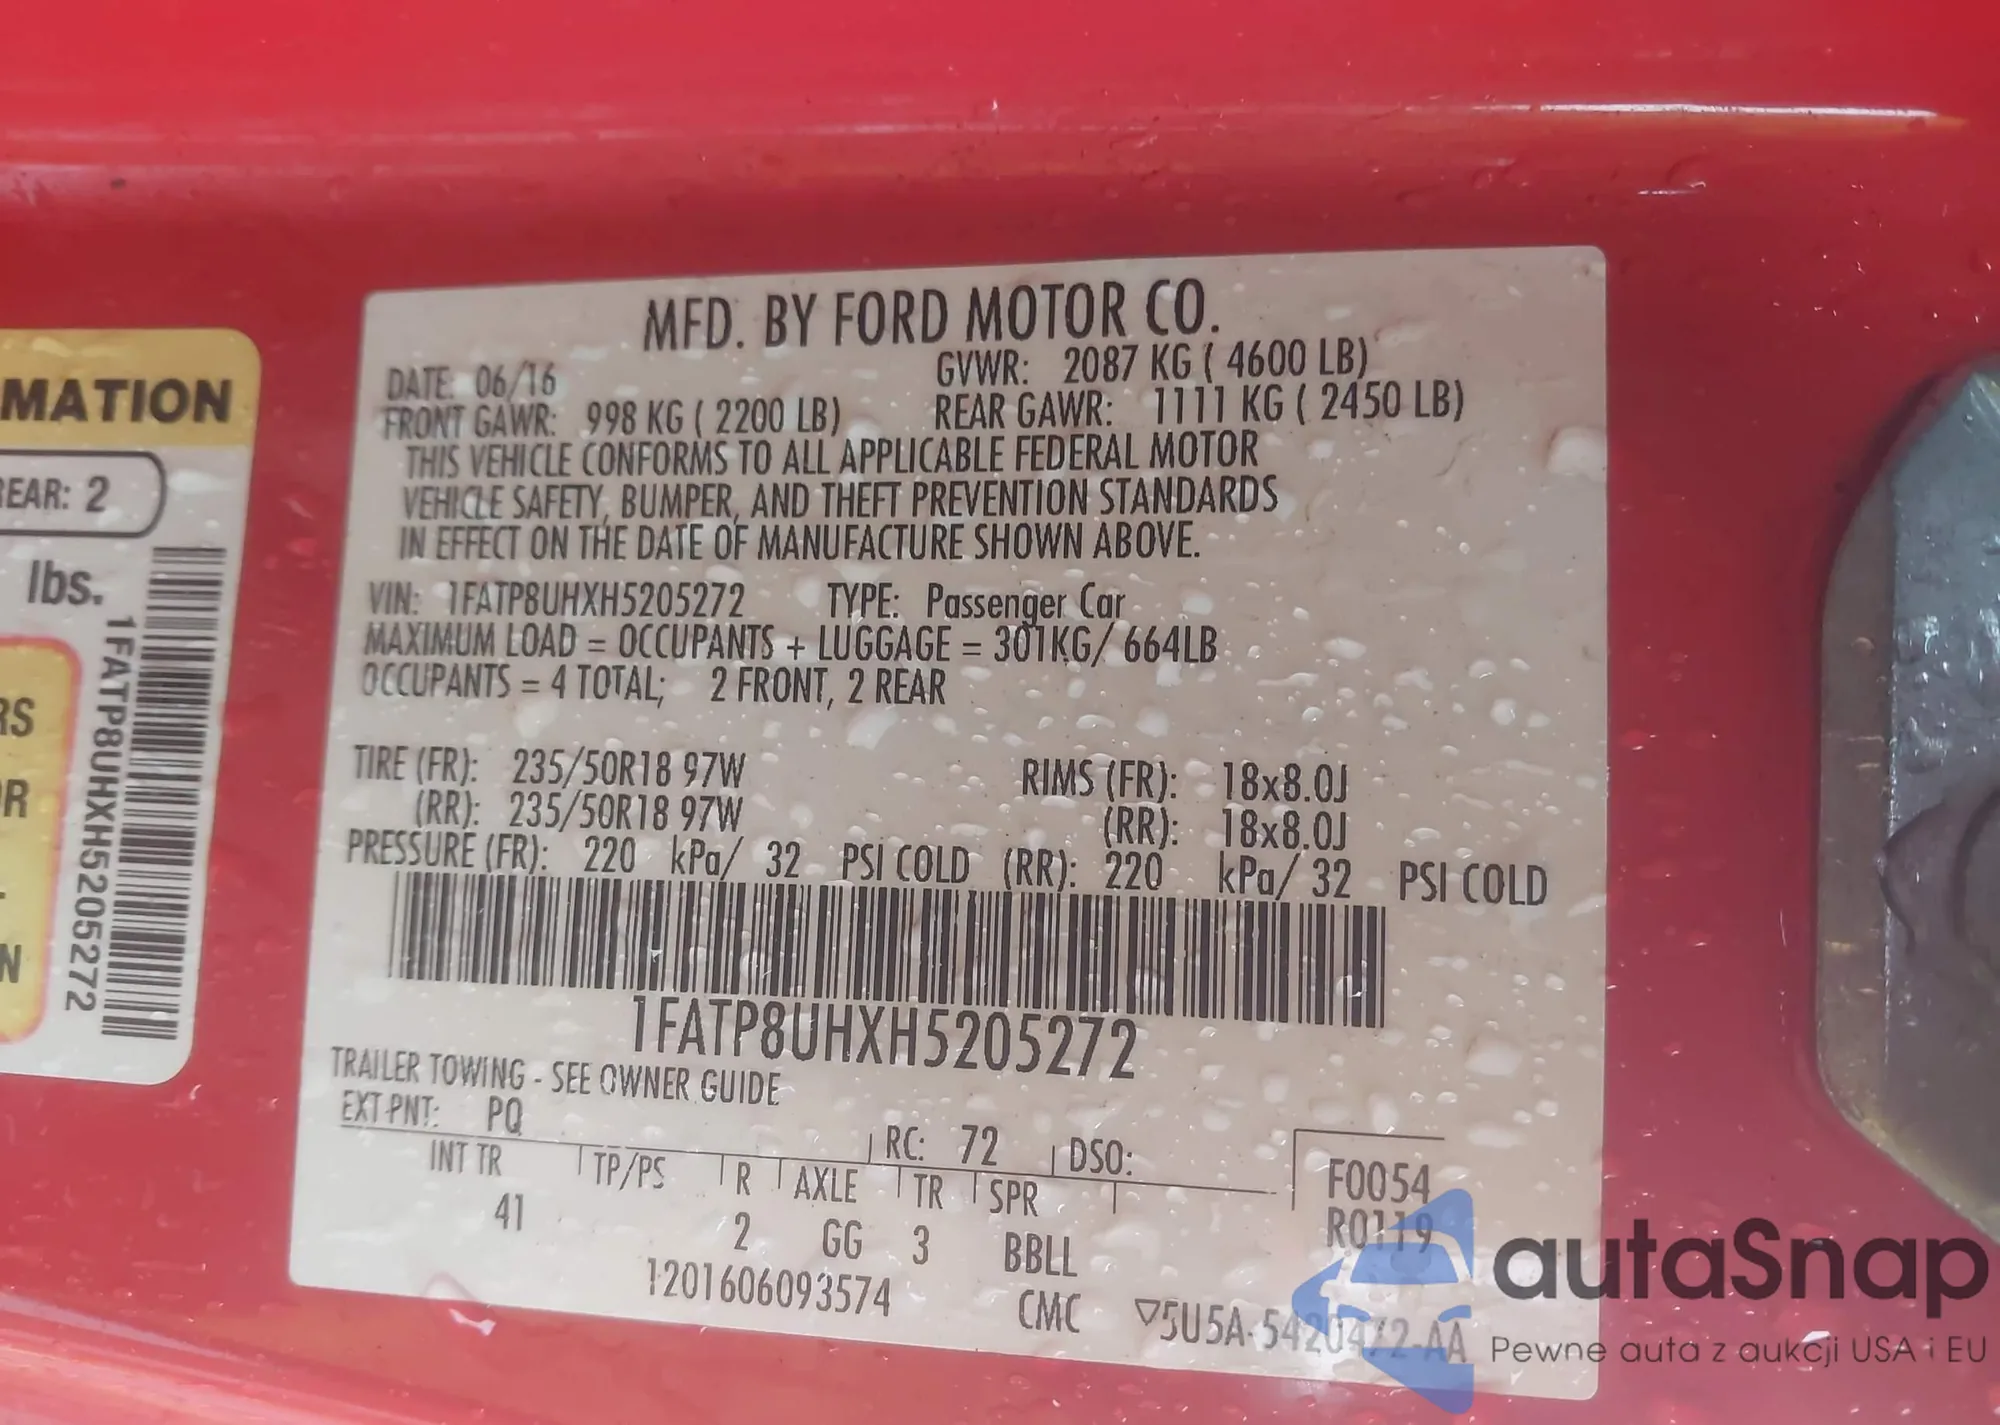 MATION
REAR: 2
lbs.
1FATP8UHXH5205272
RS
OR
N
MFD. BY FORD MOTOR CO.
DATE: 06/16 GVWR: 2087 KG ( 4600 LB)
FRONT GAWR: 998 KG ( 2200 LB) REAR GAWR: 1111 KG ( 2450 LB)
THIS VEHICLE CONFORMS TO ALL APPLICABLE FEDERAL MOTOR
VEHICLE SAFETY, BUMPER, AND THEFT PREVENTION STANDARDS
IN EFFECT ON THE DATE OF MANUFACTURE SHOWN ABOVE.
VIN: 1FATP8UHXH5205272 TYPE: Passenger Car
MAXIMUM LOAD = OCCUPANTS + LUGGAGE = 301KG/ 664LB
OCCUPANTS = 4 TOTAL; 2 FRONT, 2 REAR
TIRE (FR): 235/50R18 97W RIMS (FR): 18x8.0J
(RR): 235/50R18 97W (RR): 18x8.0J
PRESSURE (FR): 220 kPa/ 32 PSI COLD (RR): 220 kPa/ 32 PSI COLD
1FATP8UHXH5205272
TRAILER TOWING - SEE OWNER GUIDE
EXT PNT: PQ RC: 72 DSO:
INT TR TP/PS R AXLE TR SPR F0054
41 2 GG 3 BBLL R0119
1201606093574 CMC ▽5U5A-5420472-AA
autaSnap
Pewne auta z aukcji USA i EU